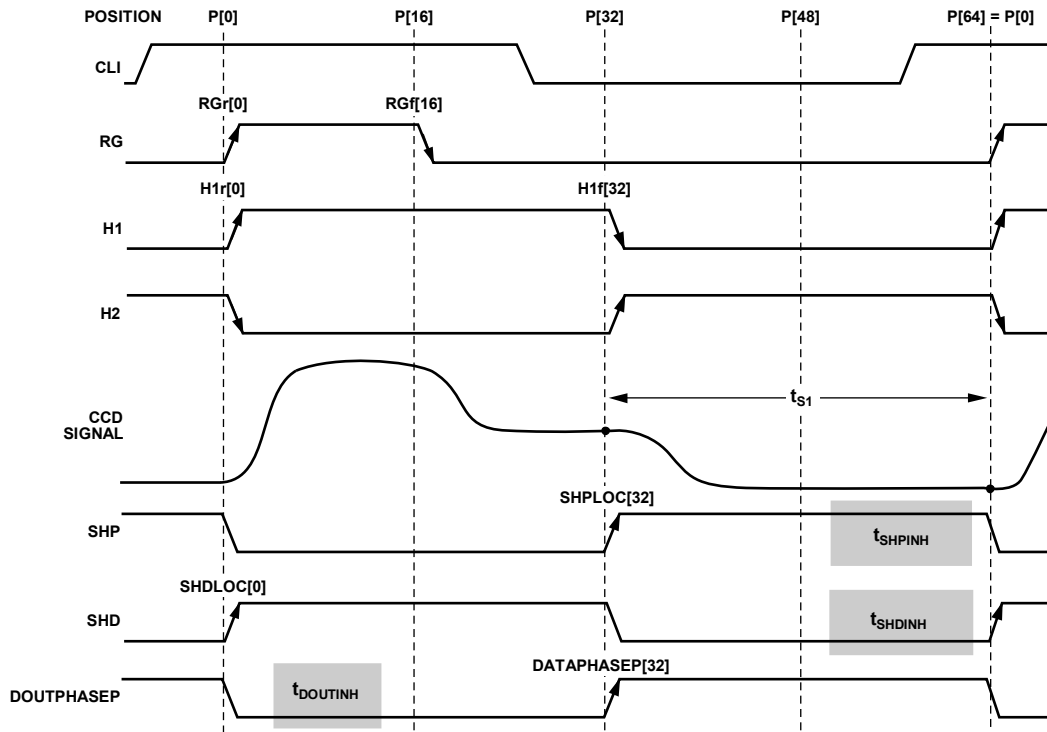 POSITION P[0] P[16] P[32] P[48] P[64] = P[0]
CLI
RGr[0] RGf[16]
RG
H1r[0] H1f[32]
H1
H2
tS1
CCD
SIGNAL
SHPLOC[32]
SHP
tSHPINH
SHDLOC[0]
SHD
tSHDINH
DATAPHASEP[32]
DOUTPHASEP
tDOUTINH